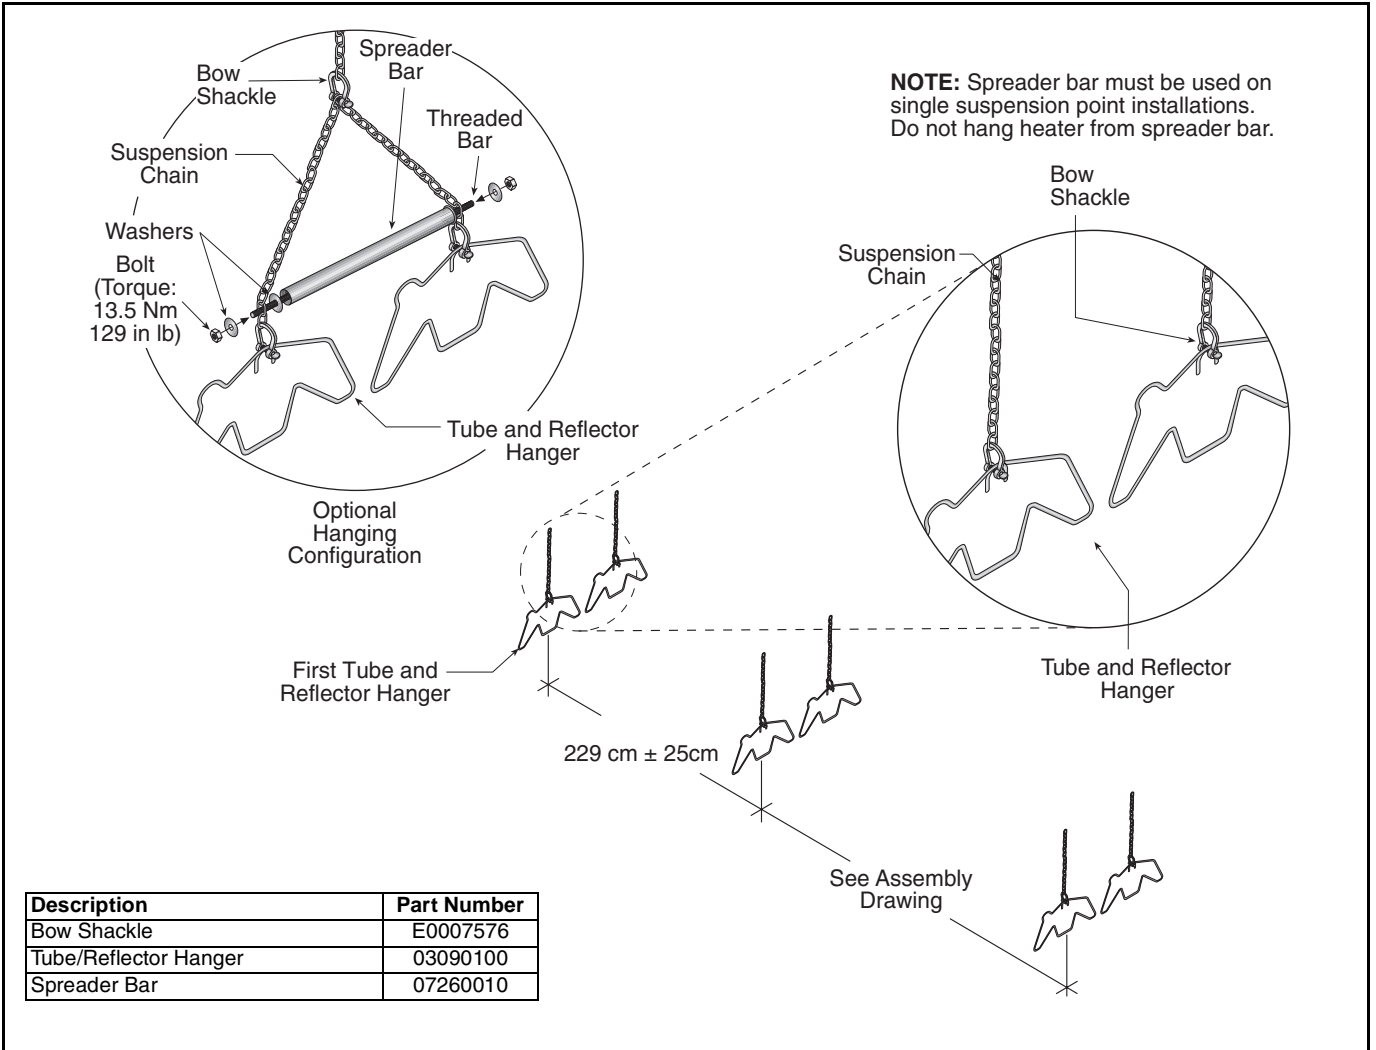 Spreader
Bar
Bow
Shackle
Threaded
Bar
Suspension
Chain
Washers
Bolt
(Torque:
13.5 Nm
129 in lb)
Tube and Reflector
Hanger
Optional
Hanging
Configuration
NOTE: Spreader bar must be used on
single suspension point installations.
Do not hang heater from spreader bar.
Bow
Shackle
Suspension
Chain
Tube and Reflector
Hanger
First Tube and
Reflector Hanger
229 cm ± 25cm
See Assembly
Drawing
Description Part Number
Bow Shackle E0007576
Tube/Reflector Hanger 03090100
Spreader Bar 07260010